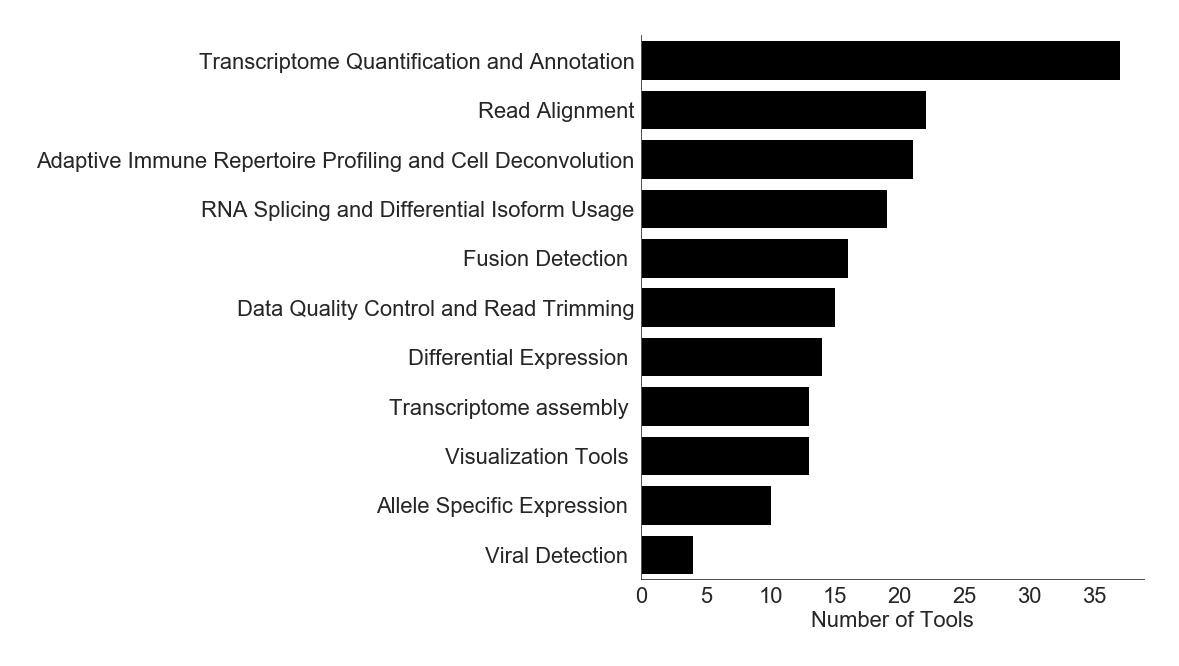 Transcriptome Quantification and Annotation
Read Alignment
Adaptive Immune Repertoire Profiling and Cell Deconvolution
RNA Splicing and Differential Isoform Usage
Fusion Detection
Data Quality Control and Read Trimming
Differential Expression
Transcriptome assembly
Visualization Tools
Allele Specific Expression
Viral Detection
0 5 10 15 20 25 30 35
Number of Tools